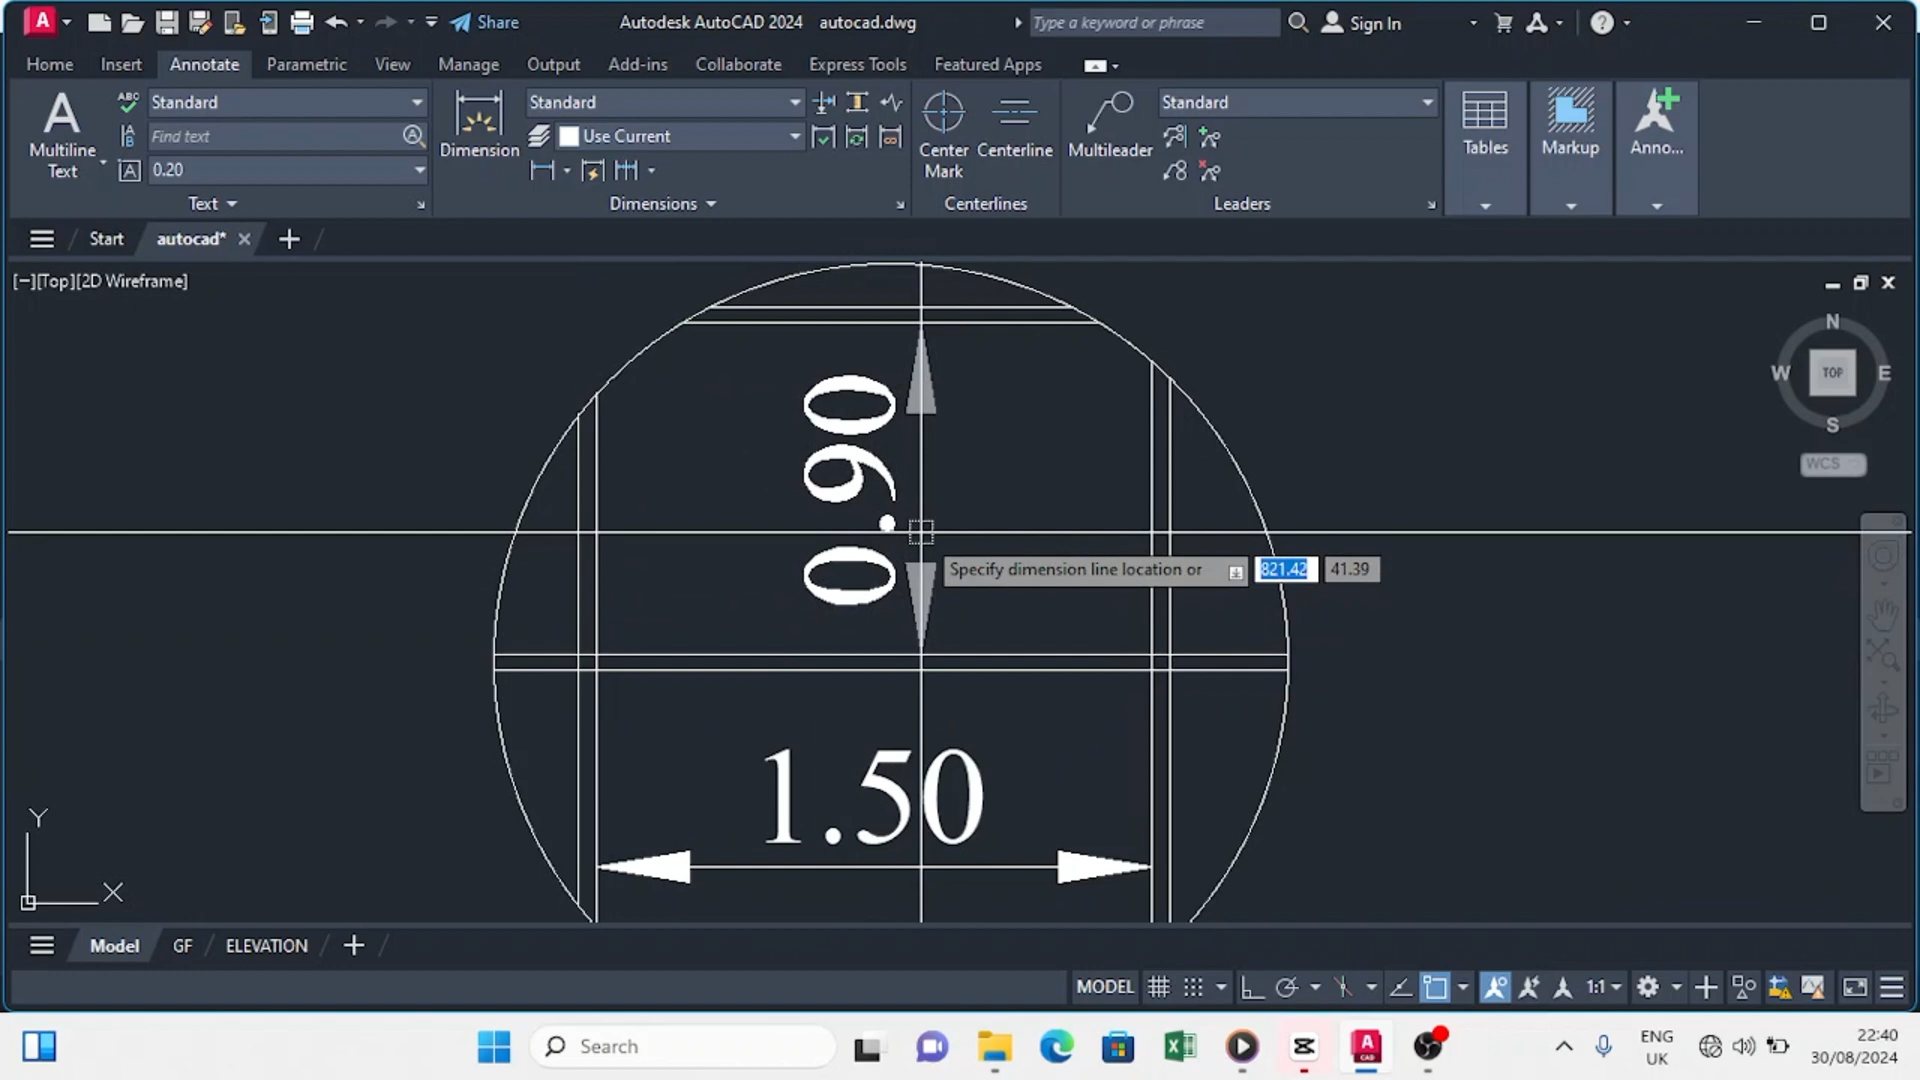 A Share Autodesk AutoCAD 2024 autocad.dwg Type a keyword or phrase Sign In ?
Home Insert Annotate Parametric View Manage Output Add-ins Collaborate Express Tools Featured Apps
Multiline Text
ABC Standard
Find text
0.20
Text
Dimension
Standard
Use Current
Dimensions
Center Mark
Centerline
Centerlines
Multileader
Standard
Leaders
Tables
Markup
Anno...
Start autocad* +
[−][Top][2D Wireframe]
N
W TOP E
S
WCS
0.90
Specify dimension line location or 821.42 41.39
1.50
Y
X
Model GF ELEVATION +
MODEL 1:1
Search
A CAD
ENG UK
22:40
30/08/2024